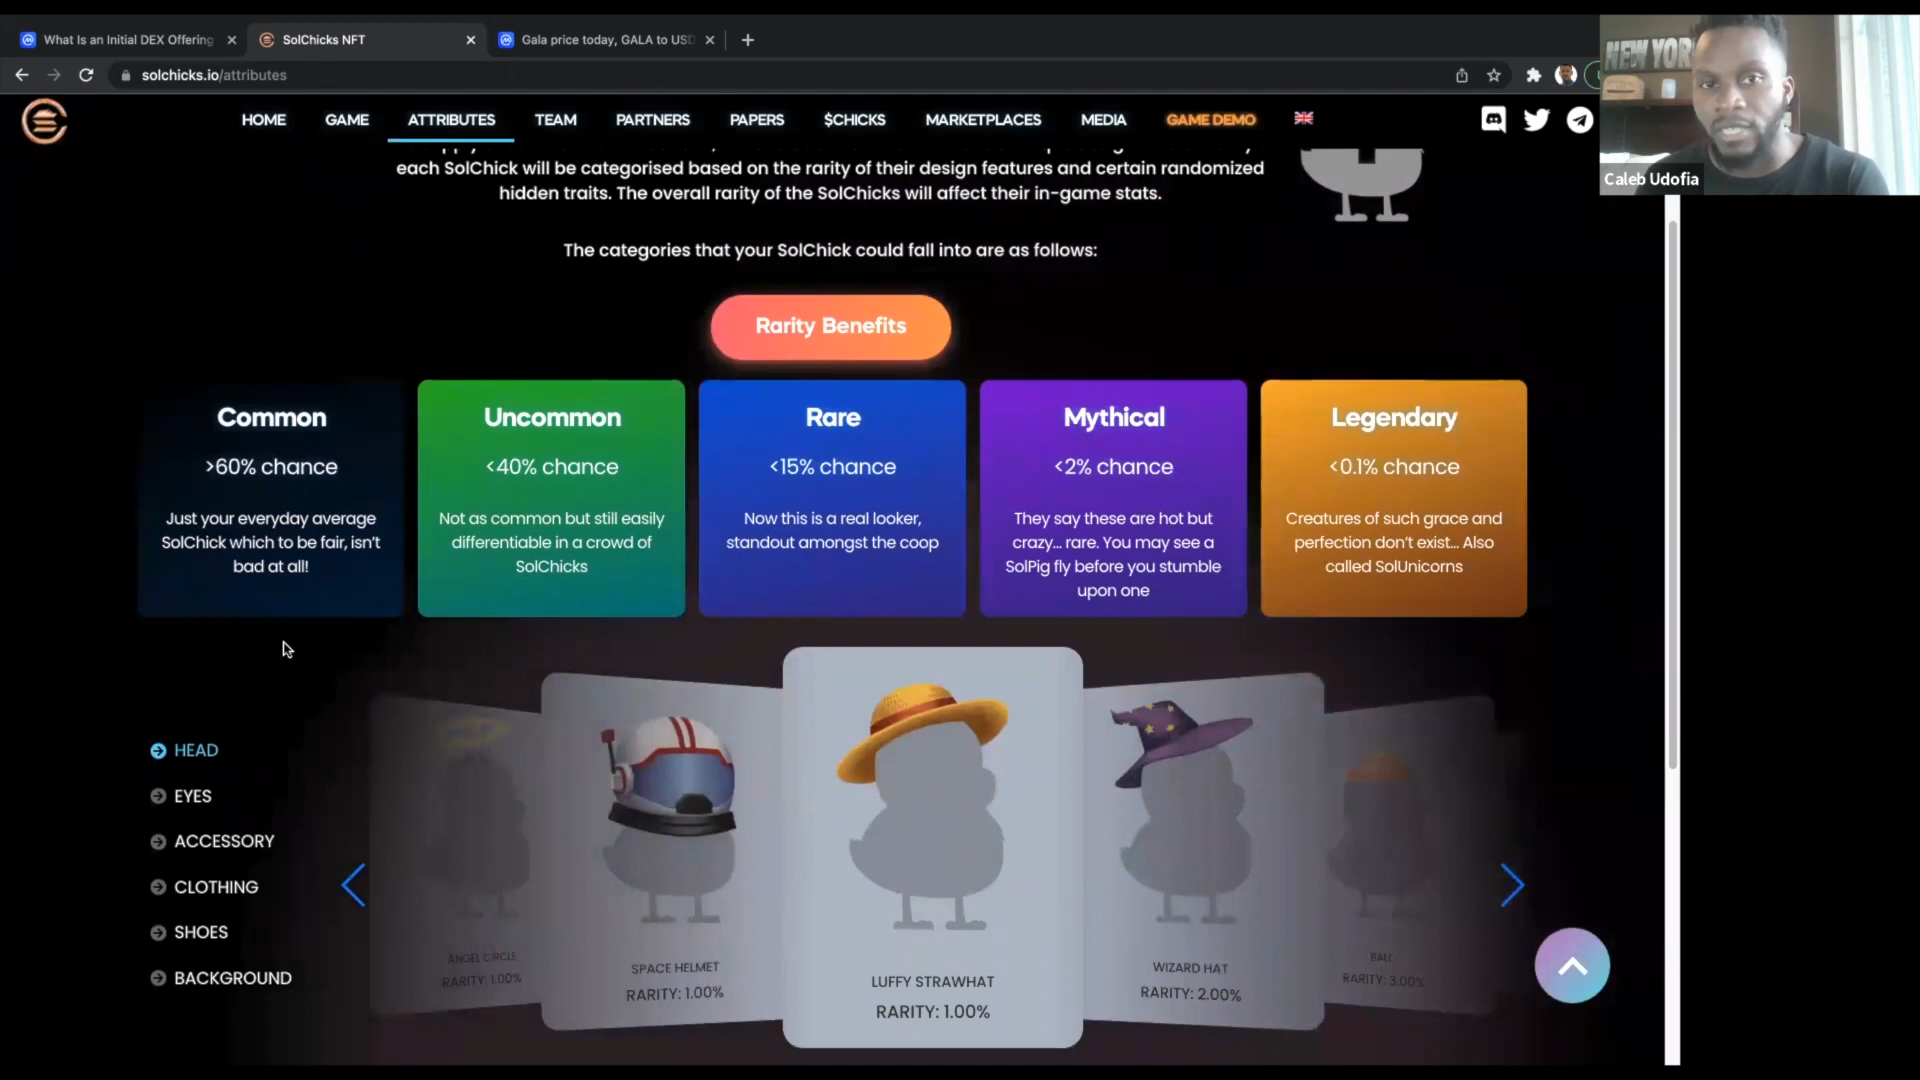 What Is an Initial DEX Offering
SolChicks NFT
Gala price today, GALA to USD
solchicks.io/attributes
NEW YOR
Caleb Udofia
HOME
GAME
ATTRIBUTES
TEAM
PARTNERS
PAPERS
$CHICKS
MARKETPLACES
MEDIA
GAME DEMO
each SolChick will be categorised based on the rarity of their design features and certain randomized
hidden traits. The overall rarity of the SolChicks will affect their in-game stats.
The categories that your SolChick could fall into are as follows:
Rarity Benefits
Common
>60% chance
Just your everyday average
SolChick which to be fair, isn't
bad at all!
Uncommon
<40% chance
Not as common but still easily
differentiable in a crowd of
SolChicks
Rare
<15% chance
Now this is a real looker,
standout amongst the coop
Mythical
<2% chance
They say these are hot but
crazy... rare. You may see a
SolPig fly before you stumble
upon one
Legendary
<0.1% chance
Creatures of such grace and
perfection don't exist... Also
called SolUnicorns
HEAD
EYES
ACCESSORY
CLOTHING
SHOES
BACKGROUND
ANGEL CIRCLE
RARITY: 1.00%
SPACE HELMET
RARITY: 1.00%
LUFFY STRAWHAT
RARITY: 1.00%
WIZARD HAT
RARITY: 2.00%
RARITY: 3.00%